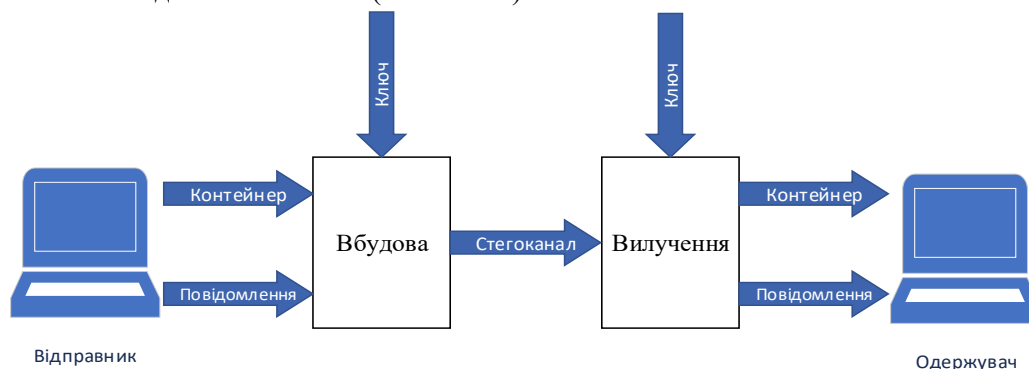 Ключ
Ключ
Контейнер
Контейнер
Вбудова
Стегоканал
Вилучення
Повідомлення
Повідомлення
Відправник
Одержувач